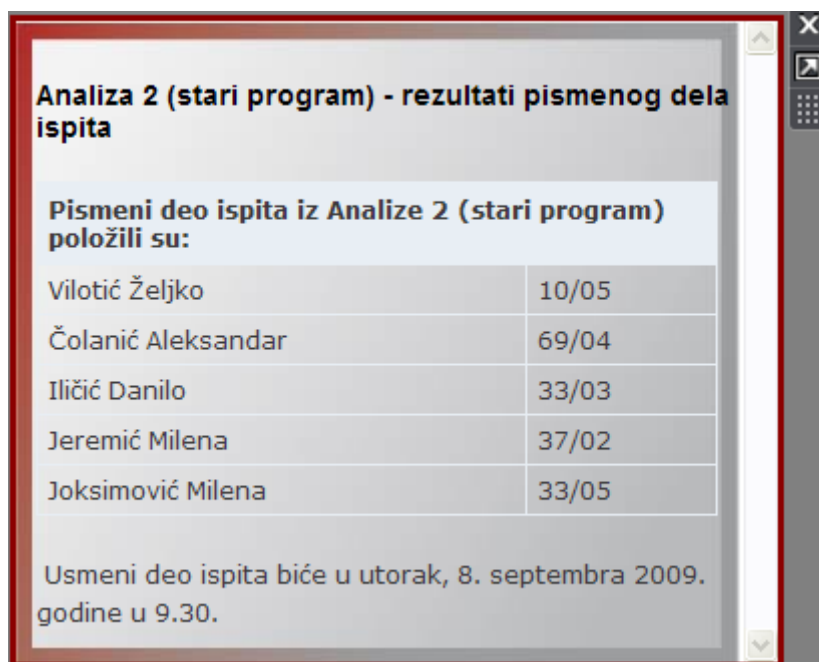 Analiza 2 (stari program) - rezultati pismenog dela
ispita
Pismeni deo ispita iz Analize 2 (stari program)
položili su:
Vilotić Željko 10/05
Čolanić Aleksandar 69/04
Iličić Danilo 33/03
Jeremić Milena 37/02
Joksimović Milena 33/05
Usmeni deo ispita biće u utorak, 8. septembra 2009.
godine u 9.30.